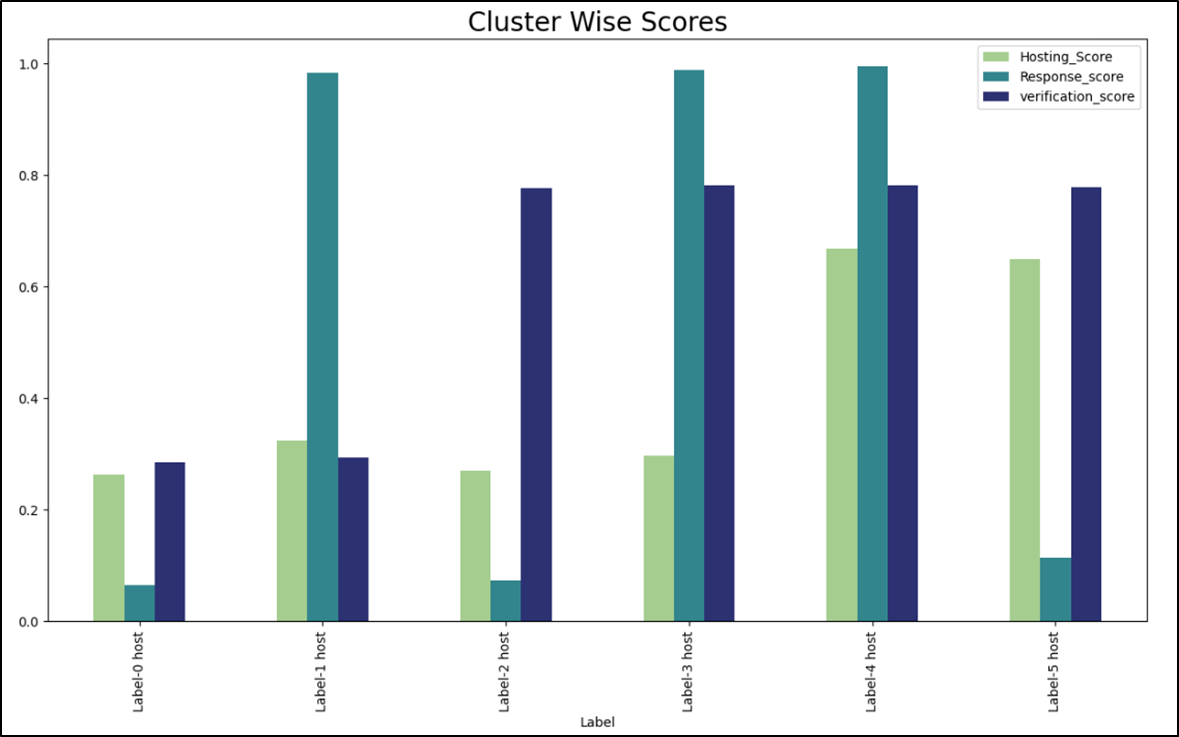 Cluster Wise Scores
Hosting_Score
Response_score
verification_score
1.0
0.8
0.6
0.4
0.2
0.0
Label-0 host
Label-1 host
Label-2 host
Label-3 host
Label-4 host
Label-5 host
Label